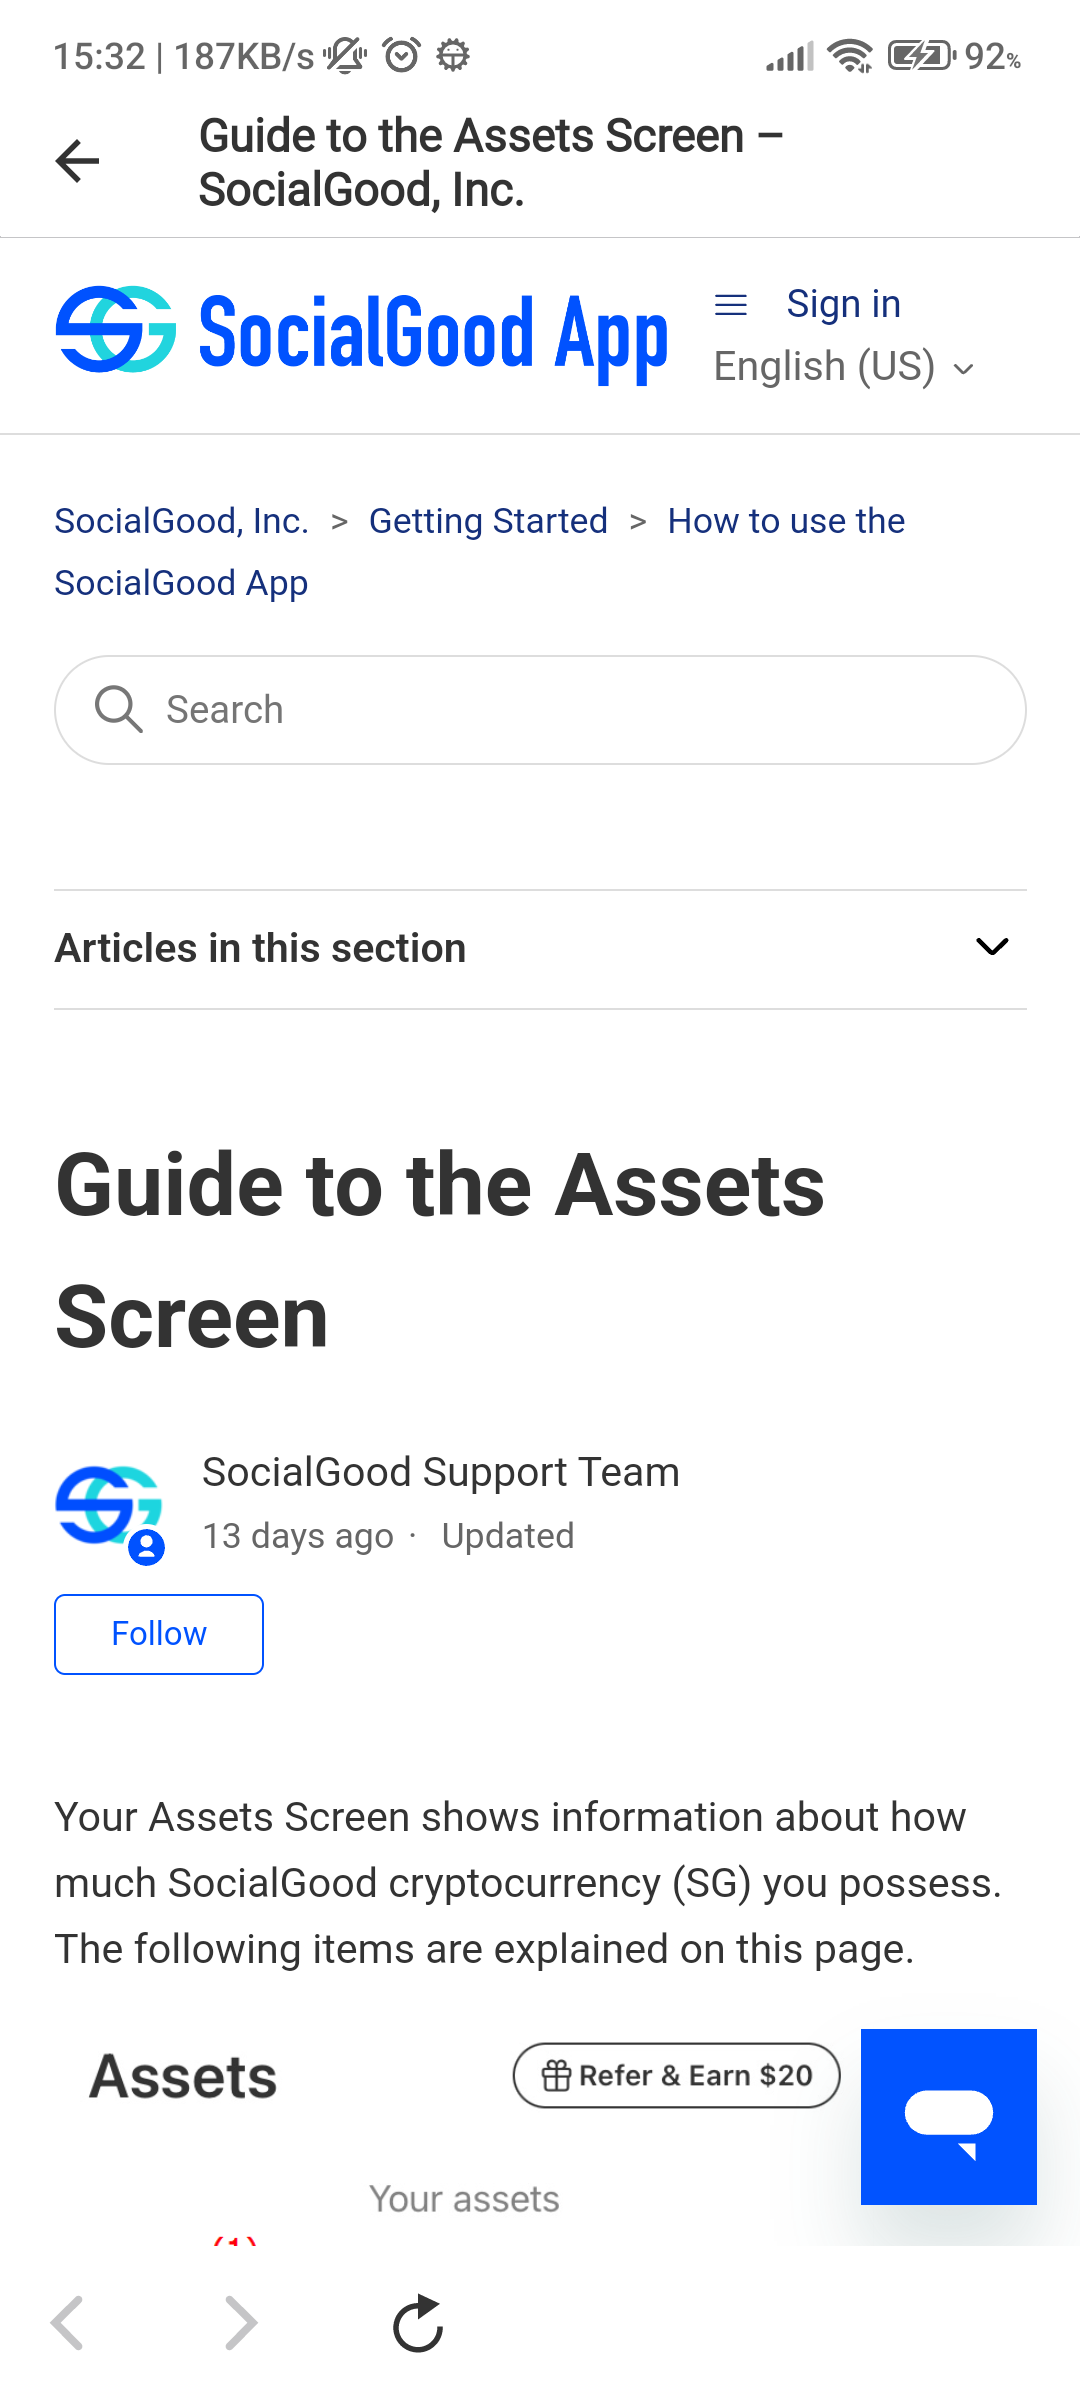 15:32 | 187KB/s
92%
Guide to the Assets Screen –
SocialGood, Inc.
SocialGood App
Sign in
English (US)
SocialGood, Inc. > Getting Started > How to use the
SocialGood App
Search
Articles in this section
Guide to the Assets
Screen
SocialGood Support Team
13 days ago · Updated
Follow
Your Assets Screen shows information about how
much SocialGood cryptocurrency (SG) you possess.
The following items are explained on this page.
Assets
Refer & Earn $20
Your assets